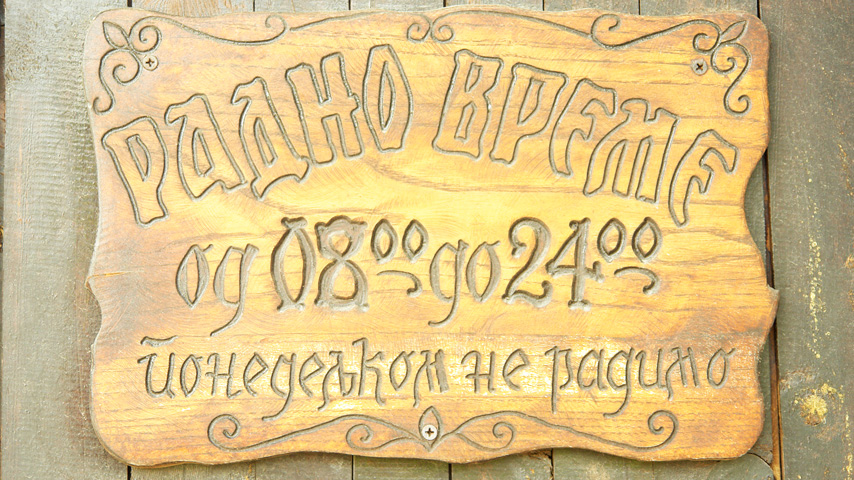 РАДНО ВРЕМЕ
од 0800 до 2400
понедељком не радимо